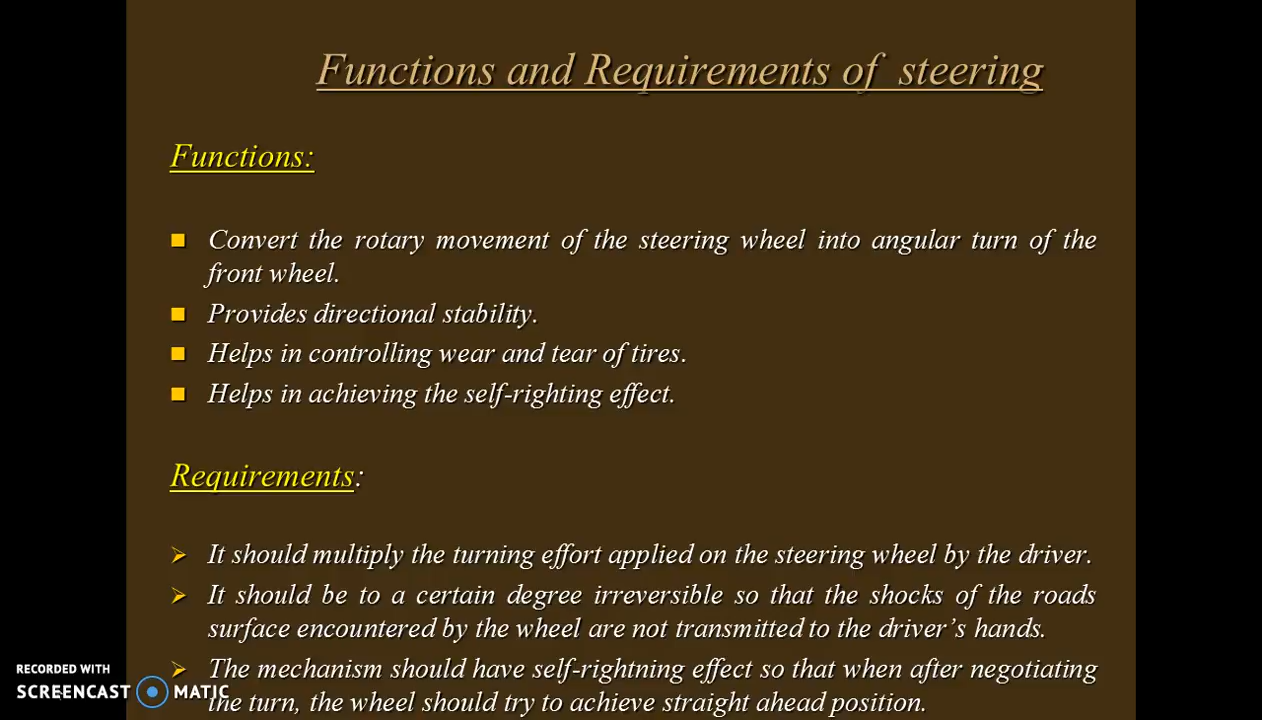 Functions and Requirements of steering
Functions:
Convert the rotary movement of the steering wheel into angular turn of the
front wheel.
Provides directional stability.
Helps in controlling wear and tear of tires.
Helps in achieving the self-righting effect.
Requirements:
It should multiply the turning effort applied on the steering wheel by the driver.
It should be to a certain degree irreversible so that the shocks of the roads
surface encountered by the wheel are not transmitted to the driver’s hands.
The mechanism should have self-rightning effect so that when after negotiating
the turn, the wheel should try to achieve straight ahead position.
RECORDED WITH
SCREENCAST MATIC